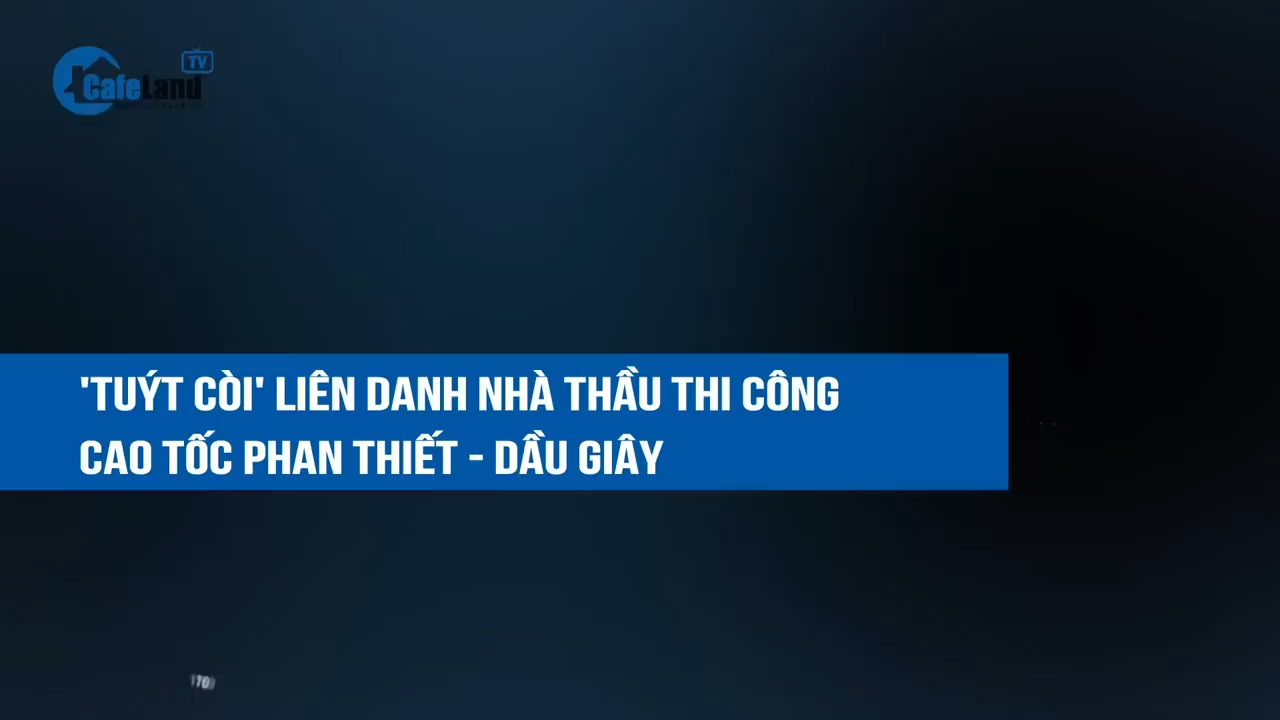 TV
CafeLand
'TUÝT CÒI' LIÊN DANH NHÀ THẦU THI CÔNG
CAO TỐC PHAN THIẾT - DẦU GIÂY